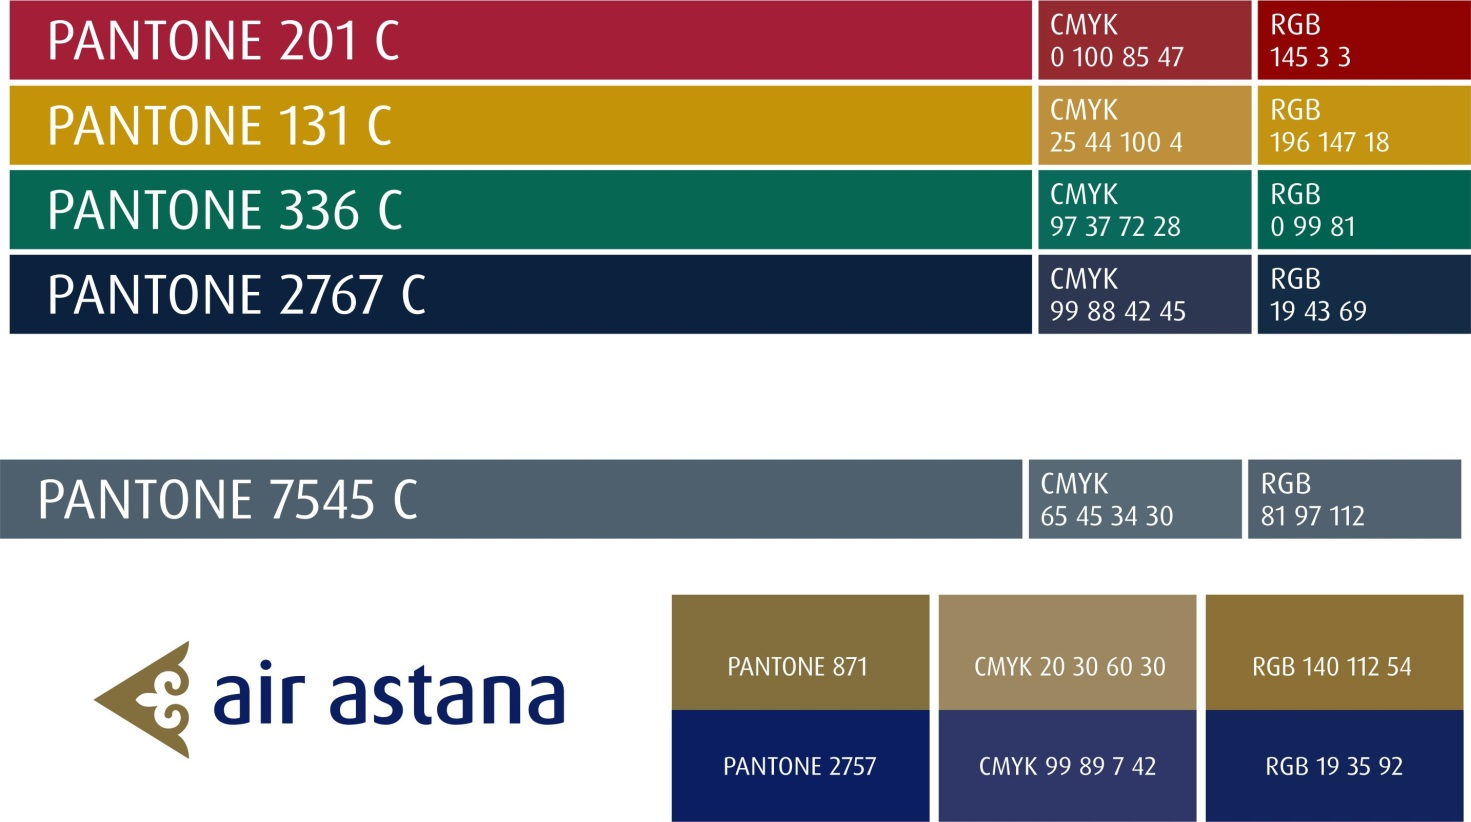 PANTONE 201 C
CMYK
0 100 85 47
RGB
145 3 3
PANTONE 131 C
CMYK
25 44 100 4
RGB
196 147 18
PANTONE 336 C
CMYK
97 37 72 28
RGB
0 99 81
PANTONE 2767 C
CMYK
99 88 42 45
RGB
19 43 69
PANTONE 7545 C
CMYK
65 45 34 30
RGB
81 97 112
air astana
PANTONE 871
CMYK 20 30 60 30
RGB 140 112 54
PANTONE 2757
CMYK 99 89 7 42
RGB 19 35 92